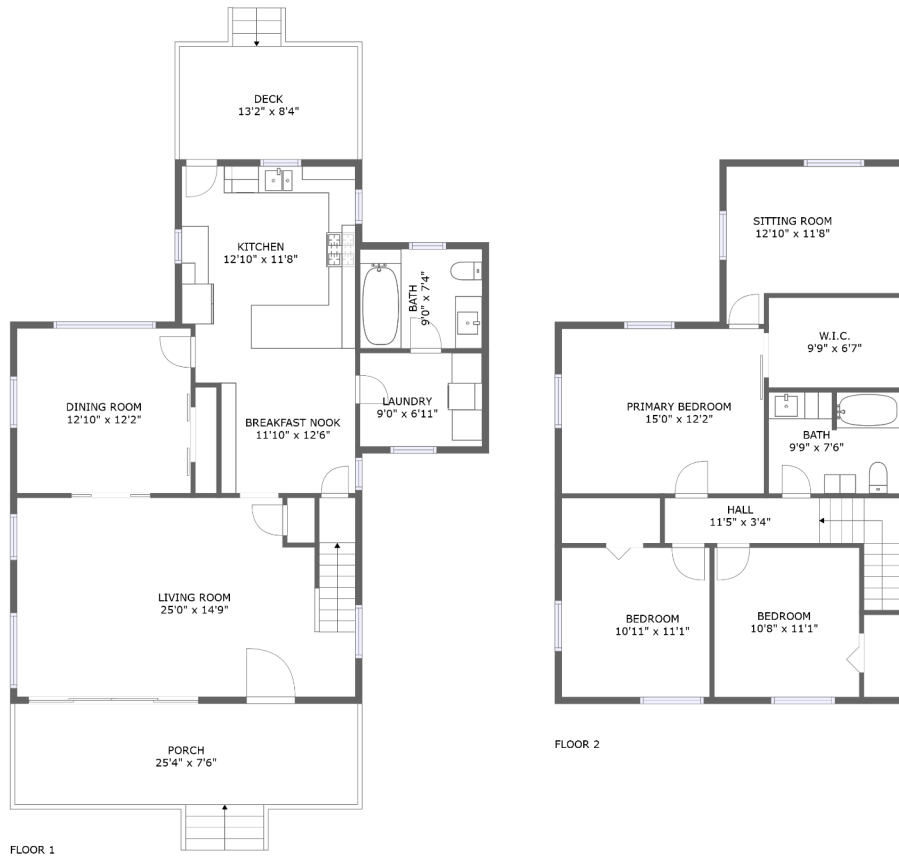 DECK
13'2" x 8'4"
KITCHEN
12'10" x 11'8"
BATH
9'0" x 7'4"
DINING ROOM
12'10" x 12'2"
BREAKFAST NOOK
11'10" x 12'6"
LAUNDRY
9'0" x 6'11"
LIVING ROOM
25'0" x 14'9"
PORCH
25'4" x 7'6"
FLOOR 1
SITTING ROOM
12'10" x 11'8"
W.I.C.
9'9" x 6'7"
PRIMARY BEDROOM
15'0" x 12'2"
BATH
9'9" x 7'6"
HALL
11'5" x 3'4"
BEDROOM
10'11" x 11'1"
BEDROOM
10'8" x 11'1"
FLOOR 2